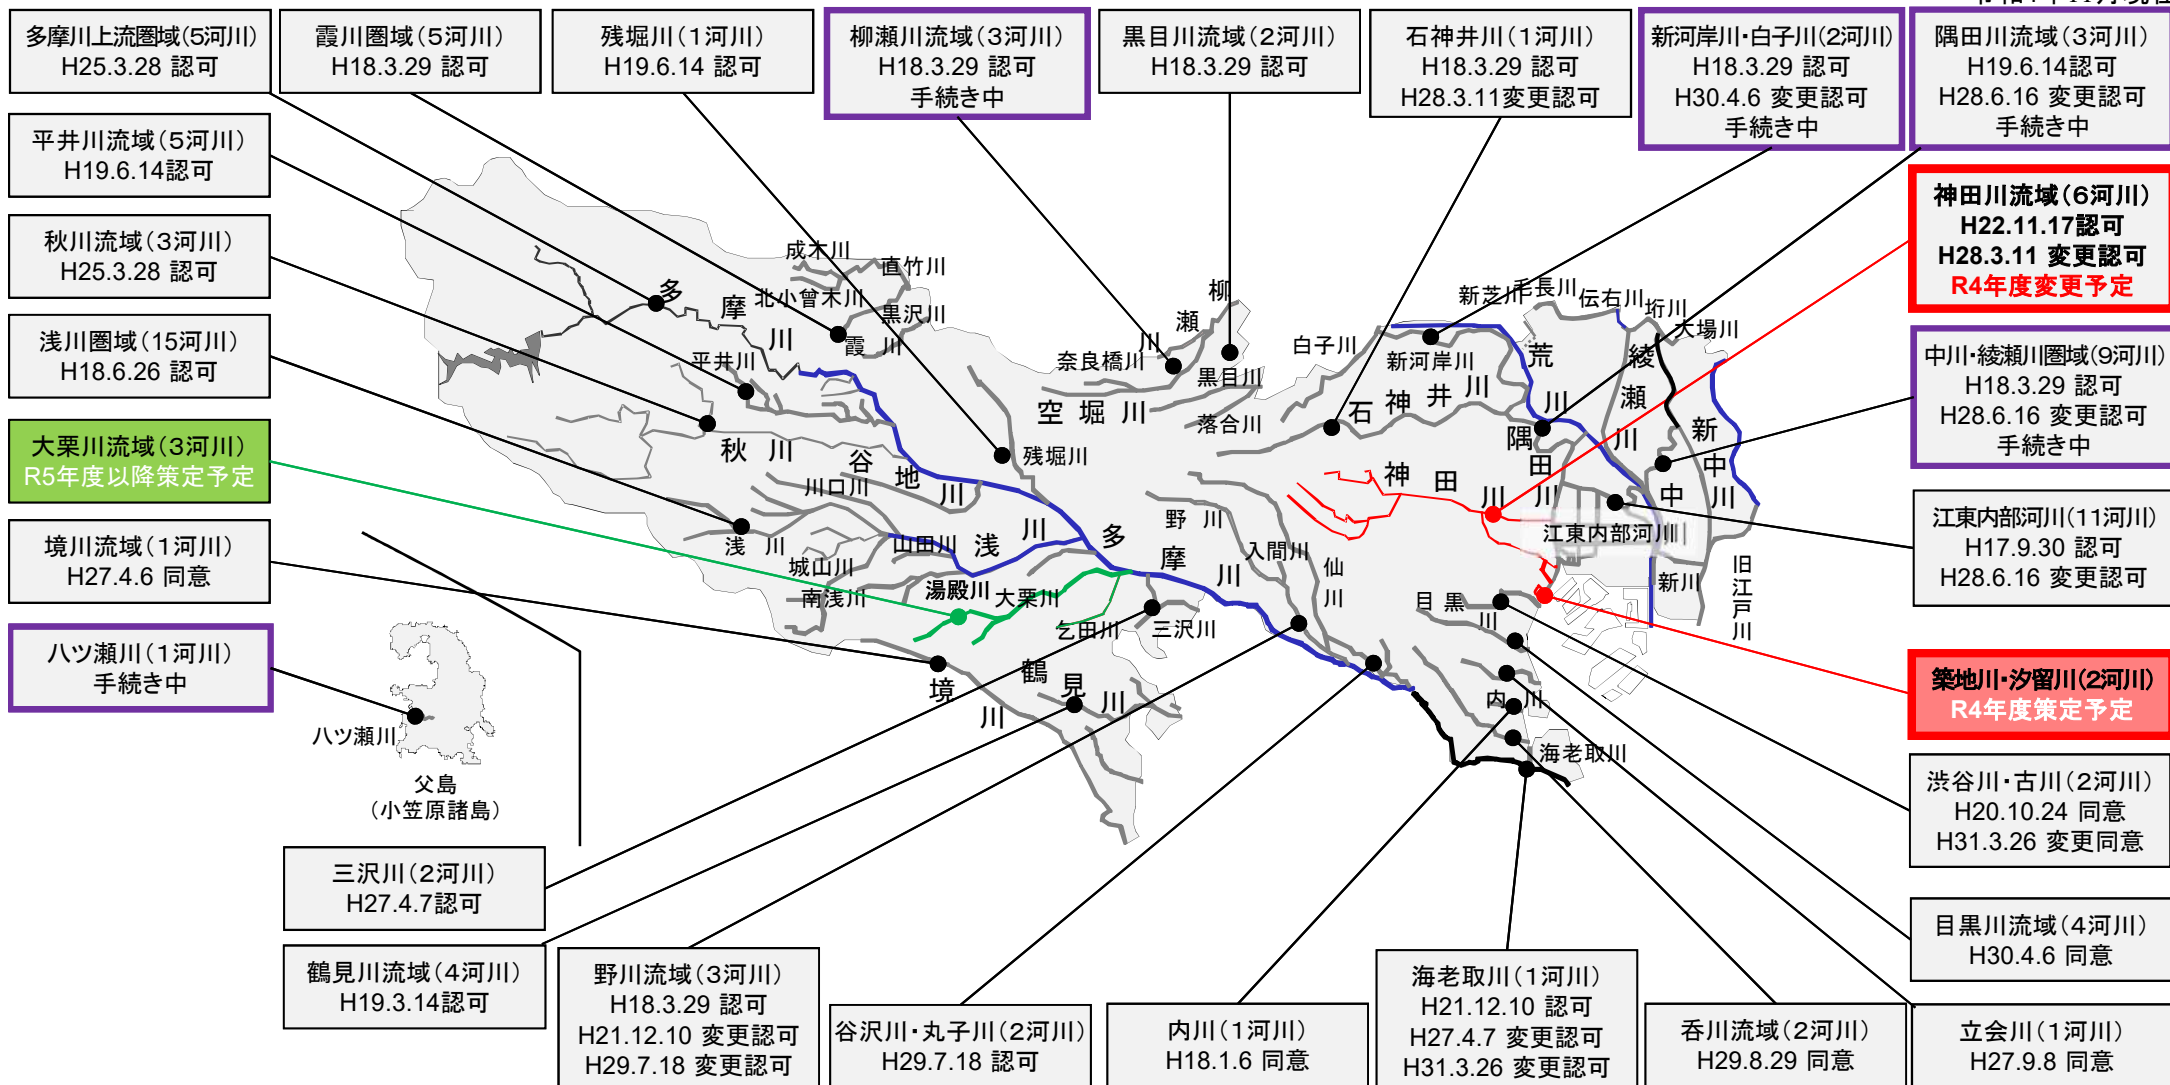 多摩川上流圏域(5河川)
H25.3.28 認可
霞川圏域(5河川)
H18.3.29 認可
残堀川(1河川)
H19.6.14 認可
柳瀬川流域(3河川)
H18.3.29 認可
手続き中
黒目川流域(2河川)
H18.3.29 認可
石神井川(1河川)
H18.3.29 認可
H28.3.11変更認可
新河岸川・白子川(2河川)
H18.3.29 認可
H30.4.6 変更認可
手続き中
隅田川流域(3河川)
H19.6.14認可
H28.6.16 変更認可
手続き中
平井川流域(5河川)
H19.6.14認可
秋川流域(3河川)
H25.3.28 認可
浅川圏域(15河川)
H18.6.26 認可
大栗川流域(3河川)
R5年度以降策定予定
境川流域(1河川)
H27.4.6 同意
八ツ瀬川(1河川)
手続き中
神田川流域(6河川)
H22.11.17認可
H28.3.11 変更認可
R4年度変更予定
中川・綾瀬川圏域(9河川)
H18.3.29 認可
H28.6.16 変更認可
手続き中
江東内部河川(11河川)
H17.9.30 認可
H28.6.16 変更認可
築地川・汐留川(2河川)
R4年度策定予定
渋谷川・古川(2河川)
H20.10.24 同意
H31.3.26 変更同意
目黒川流域(4河川)
H30.4.6 同意
立会川(1河川)
H27.9.8 同意
三沢川(2河川)
H27.4.7認可
鶴見川流域(4河川)
H19.3.14認可
野川流域(3河川)
H18.3.29 認可
H21.12.10 変更認可
H29.7.18 変更認可
谷沢川・丸子川(2河川)
H29.7.18 認可
内川(1河川)
H18.1.6 同意
海老取川(1河川)
H21.12.10 認可
H27.4.7 変更認可
H31.3.26 変更認可
呑川流域(2河川)
H29.8.29 同意
成木川
直竹川
北小曾木川
黒沢川
多摩川
霞川
平井川
秋川
谷地川
川口川
残堀川
浅川
山田川
浅川
城山川
南浅川
湯殿川
大栗川
乞田川
三沢川
多摩川
境川
鶴見川
柳瀬川
奈良橋川
空堀川
黒目川
落合川
白子川
新河岸川
石神井川
新芝川
毛長川
伝右川
垳川
大場川
荒川
綾瀬川
隅田川
中川
新中川
神田川
江東内部河川
新川
旧江戸川
野川
入間川
仙川
目黒川
内川
海老取川
八ツ瀬川
父島
(小笠原諸島)